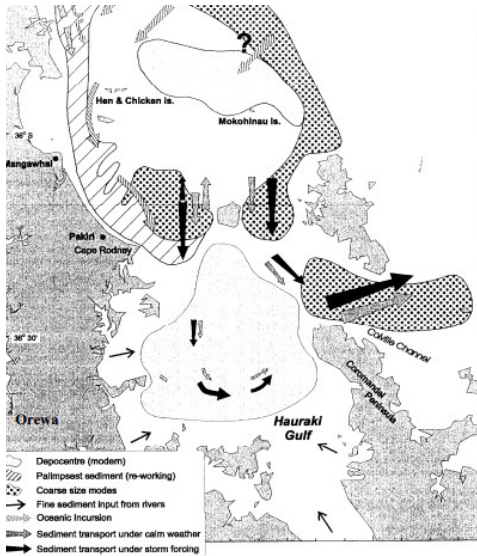 ?
Hen & Chicken is.
Mokohinau is.
36° S
Mangawhai
Pakiri
Cape Rodney
Colville Channel
36° 30'
Coromandel
Peninsula
Orewa
Hauraki
Gulf
Depocentre (modern)
Palimpsest sediment (re-working)
Coarse size modes
Fine sediment input from rivers
Oceanic Incursion
Sediment transport under calm weather
Sediment transport under storm forcing